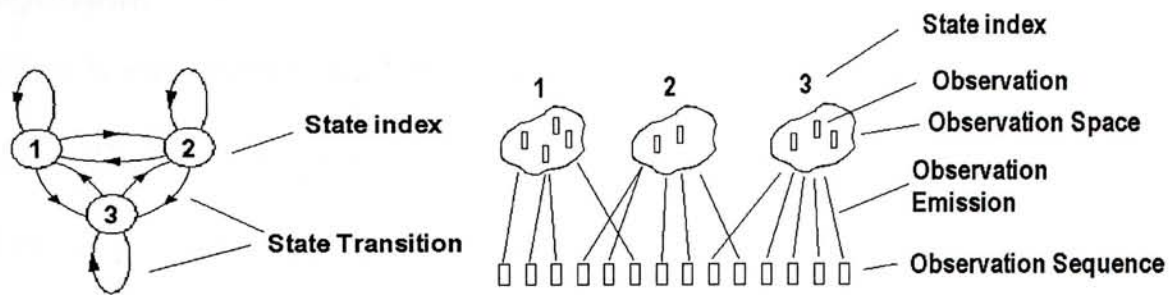 1
2
3
State index
State Transition
1
2
3
State index
Observation
Observation Space
Observation
Emission
Observation Sequence